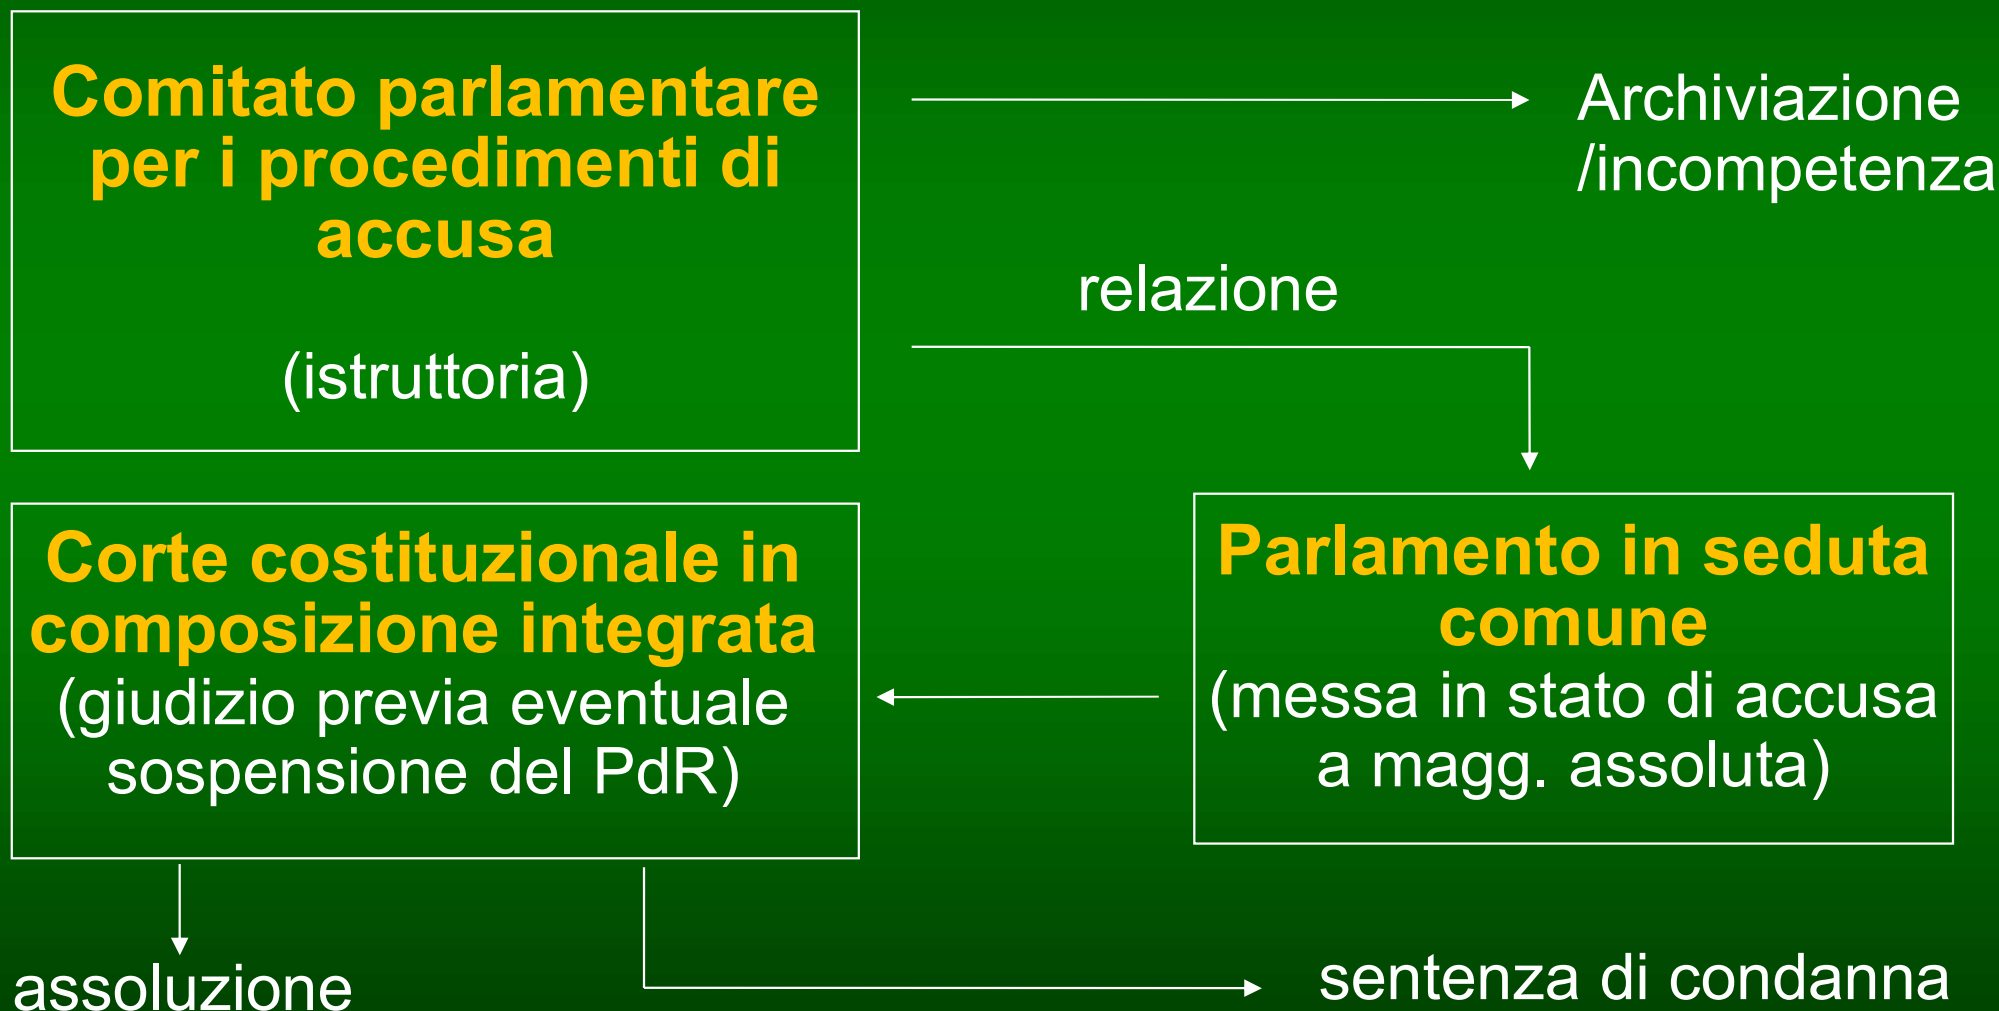 Comitato parlamentare
per i procedimenti di
accusa
(istruttoria)
Archiviazione
/incompetenza
relazione
Parlamento in seduta
comune
(messa in stato di accusa
a magg. assoluta)
Corte costituzionale in
composizione integrata
(giudizio previa eventuale
sospensione del PdR)
assoluzione
sentenza di condanna